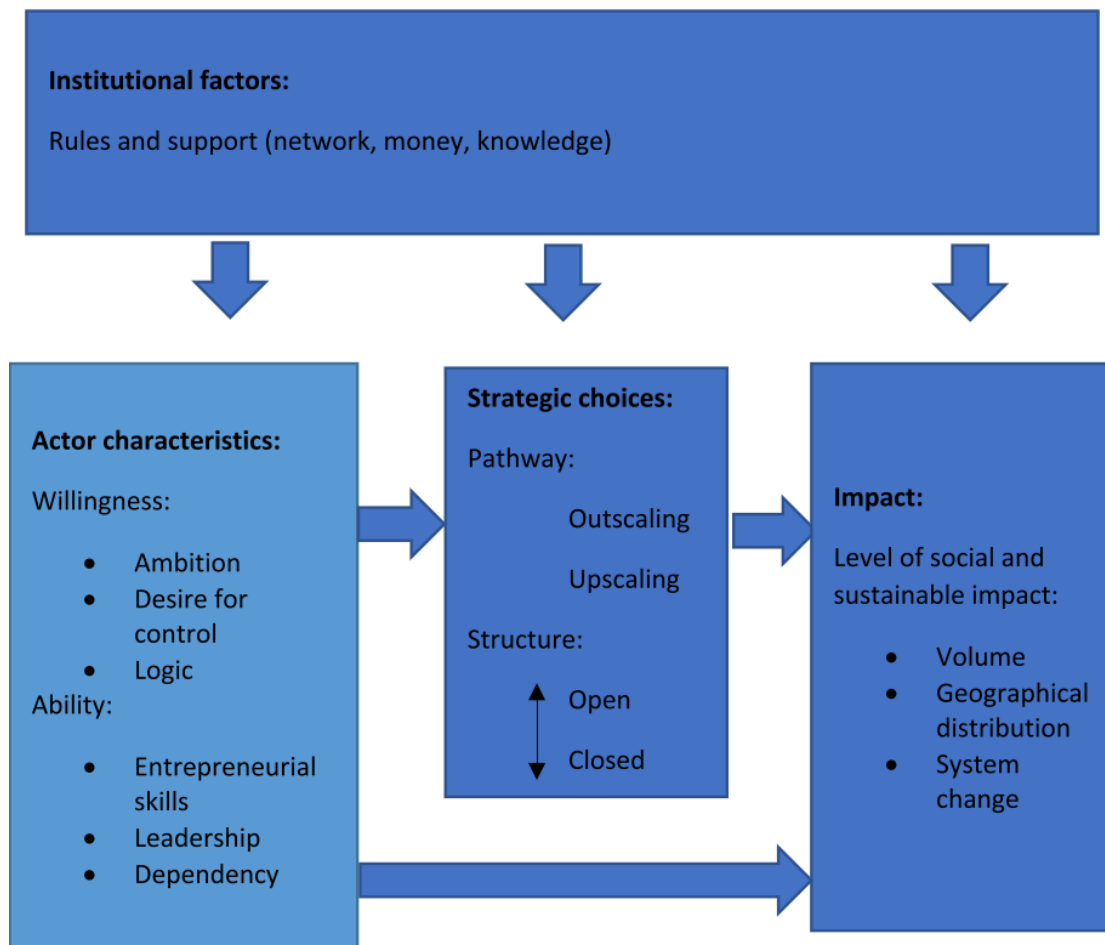 Institutional factors:
Rules and support (network, money, knowledge)
Actor characteristics:
Willingness:
• Ambition
• Desire for
control
• Logic
Ability:
• Entrepreneurial
skills
• Leadership
• Dependency
Strategic choices:
Pathway:
Outscaling
Upscaling
Structure:
Open
Closed
Impact:
Level of social and
sustainable impact:
• Volume
• Geographical
distribution
• System
change